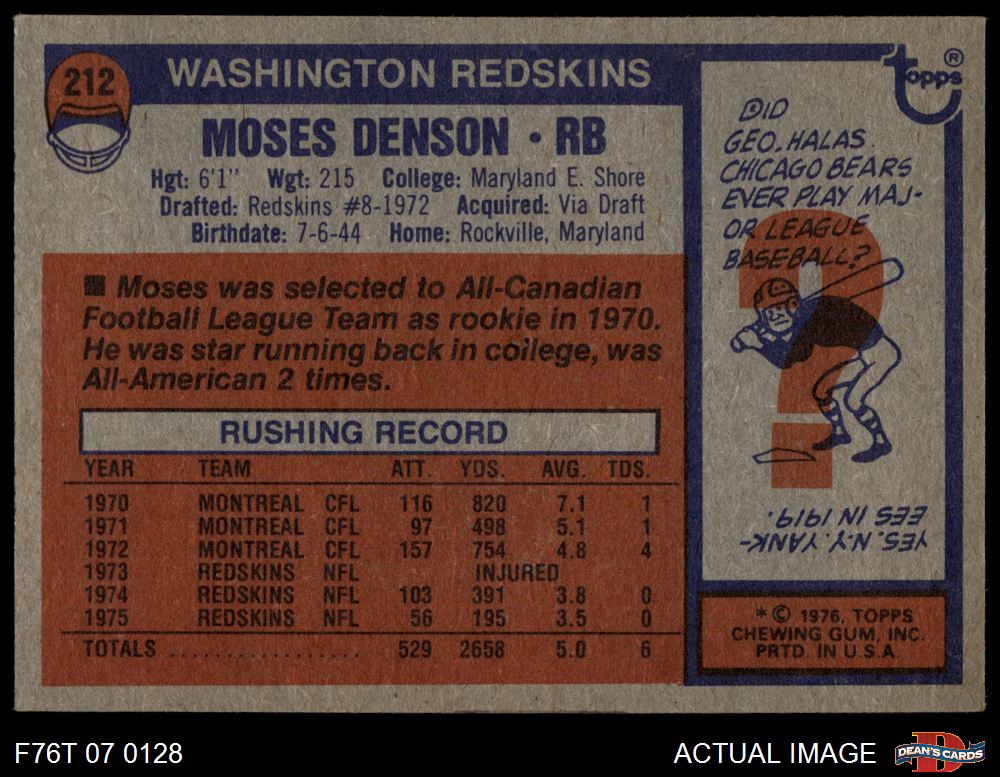 212
WASHINGTON REDSKINS
MOSES DENSON • RB
Hgt: 6'1" Wgt: 215 College: Maryland E. Shore
Drafted: Redskins #8-1972 Acquired: Via Draft
Birthdate: 7-6-44 Home: Rockville, Maryland
■ Moses was selected to All-Canadian
Football League Team as rookie in 1970.
He was star running back in college, was
All-American 2 times.
RUSHING RECORD
YEAR TEAM ATT. YDS. AVG. TDS.
1970 MONTREAL CFL 116 820 7.1 1
1971 MONTREAL CFL 97 498 5.1 1
1972 MONTREAL CFL 157 754 4.8 4
1973 REDSKINS NFL INJURED
1974 REDSKINS NFL 103 391 3.8 0
1975 REDSKINS NFL 56 195 3.5 0
TOTALS .................. 529 2658 5.0 6
topps ®
DID
GEO. HALAS
CHICAGO BEARS
EVER PLAY MAJ-
OR LEAGUE
BASEBALL?
?
YES. N.Y. YANK-
EES IN 1919.
* © 1976, TOPPS
CHEWING GUM, INC.
PRTD. IN U.S.A.
F76T 07 0128
ACTUAL IMAGE
D
DEAN'S CARDS